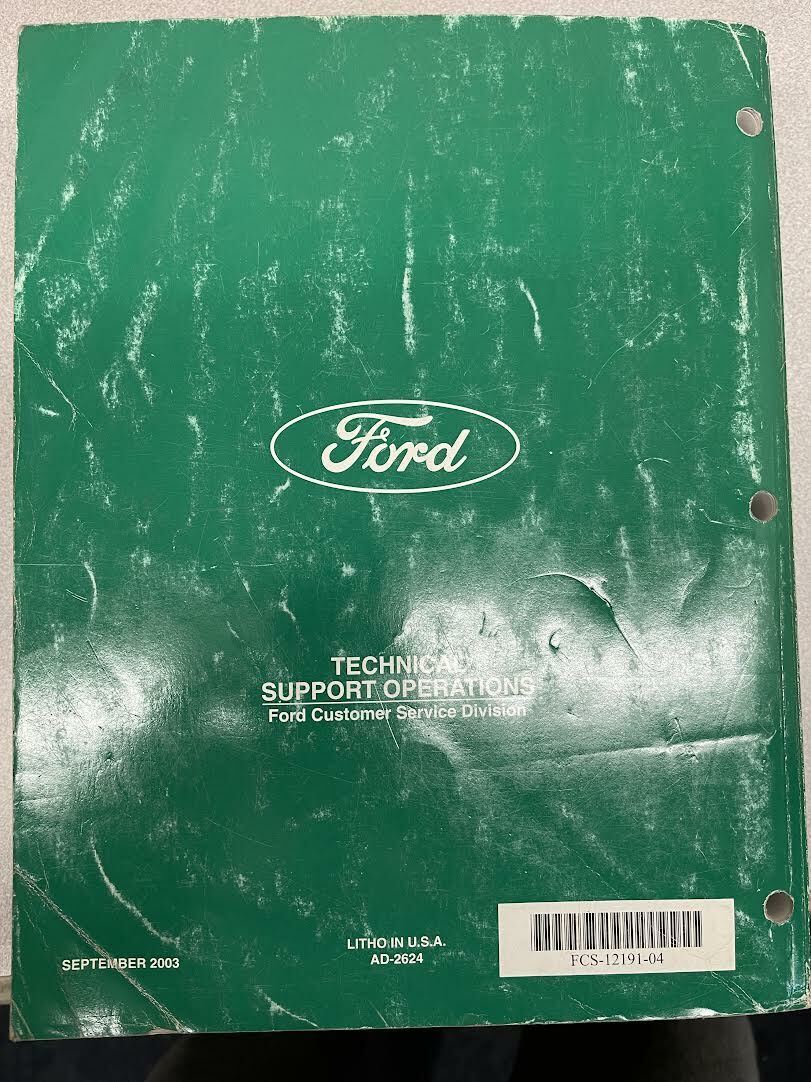 Ford
TECHNICAL
SUPPORT OPERATIONS
Ford Customer Service Division
LITHO IN U.S.A.
AD-2624
SEPTEMBER 2003
FCS-12191-04